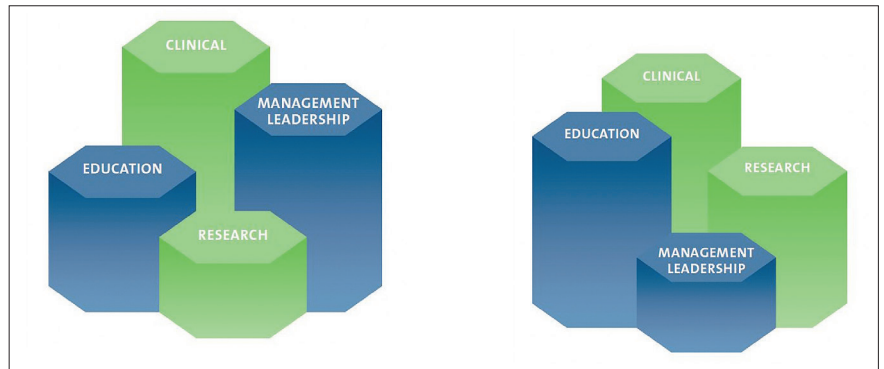 CLINICAL
MANAGEMENT
LEADERSHIP
EDUCATION
RESEARCH
CLINICAL
EDUCATION
RESEARCH
MANAGEMENT
LEADERSHIP